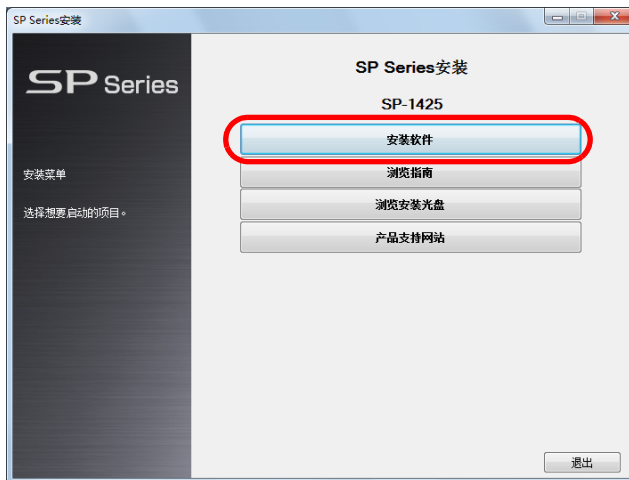 SP Series安装
SP Series
安装菜单
选择想要启动的项目。
SP Series安装
SP-1425
安装软件
浏览指南
浏览安装光盘
产品支持网站
退出